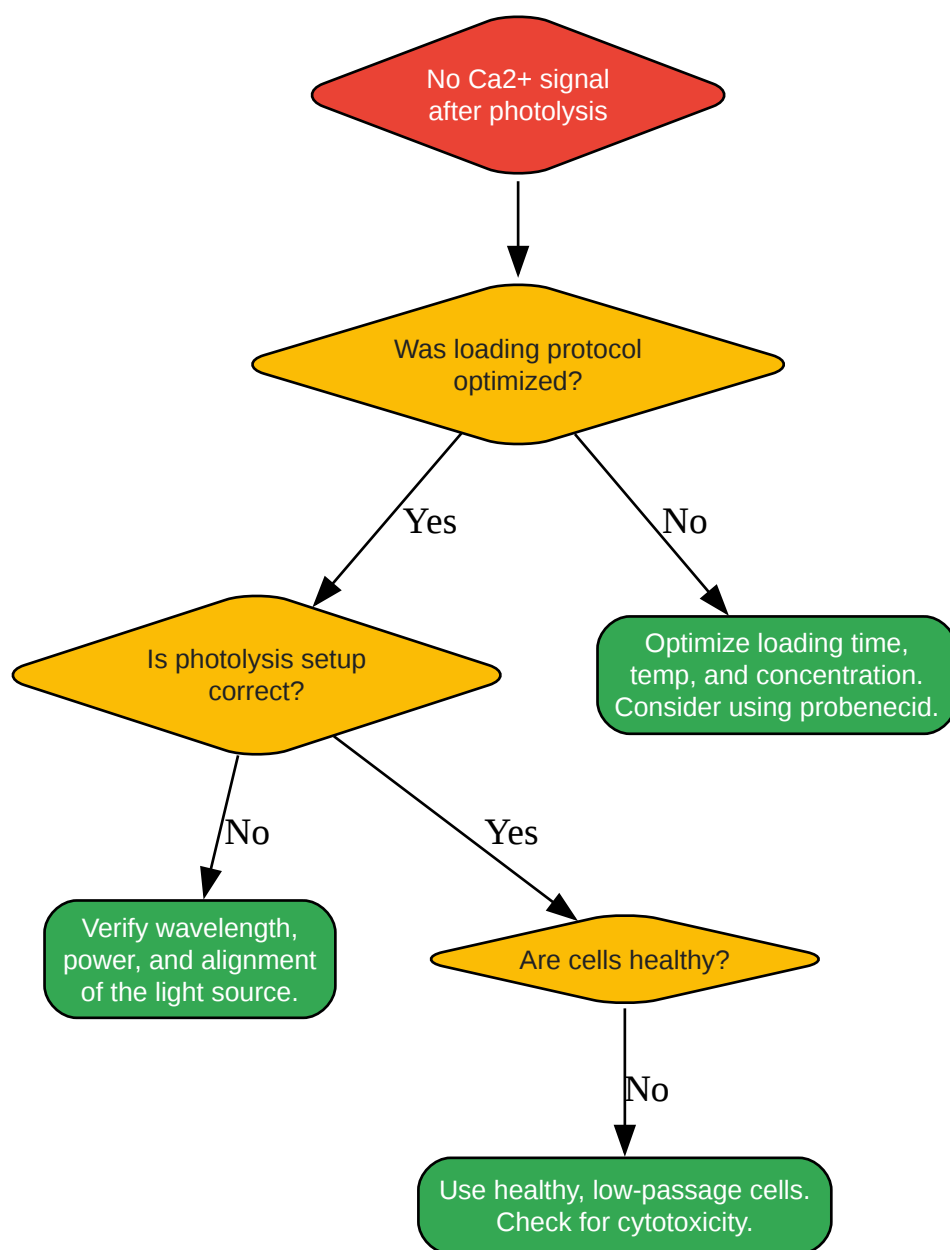 No Ca2+ signal
after photolysis
Was loading protocol
optimized?
Yes
No
Is photolysis setup
correct?
Optimize loading time,
temp, and concentration.
Consider using probenecid.
No
Yes
Verify wavelength,
power, and alignment
of the light source.
Are cells healthy?
No
Use healthy, low-passage cells.
Check for cytotoxicity.